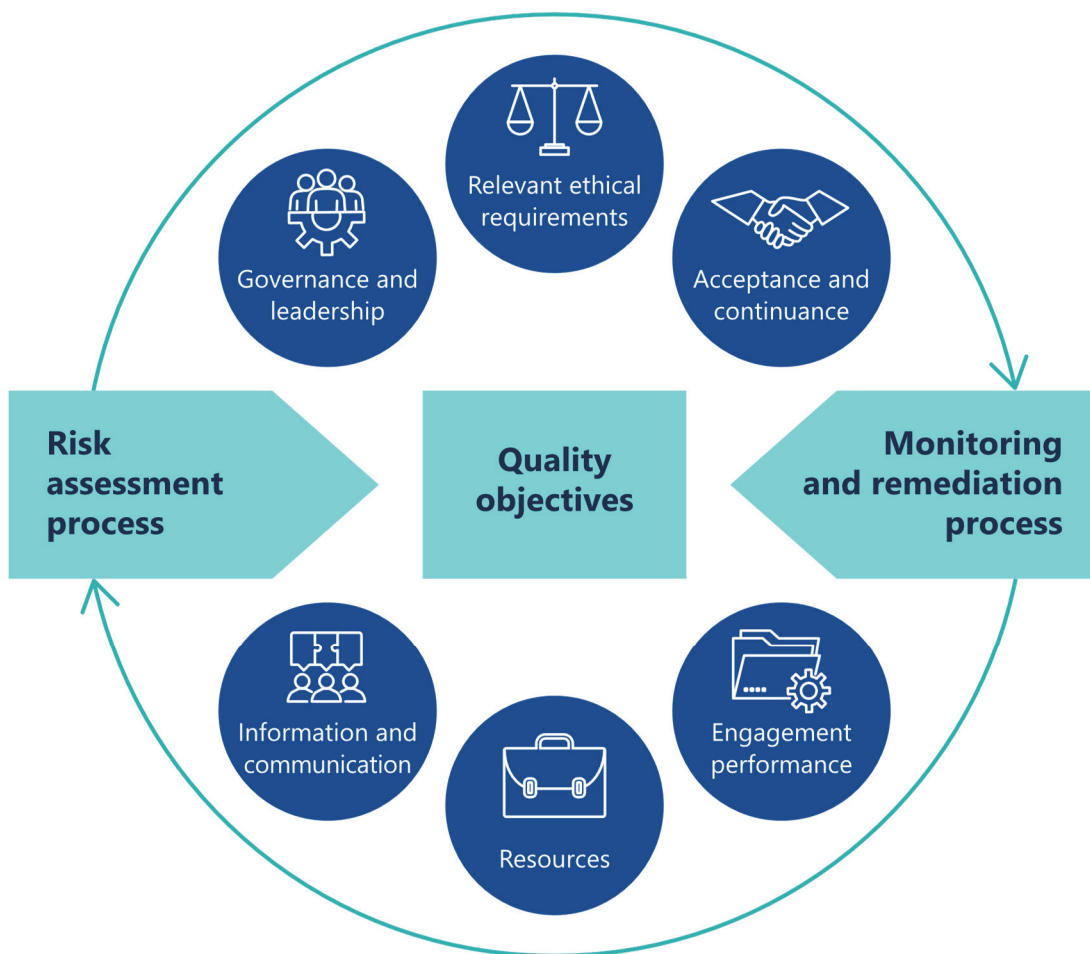 Relevant ethical
requirements
Governance and
leadership
Acceptance and
continuance
Risk
assessment
process
Quality
objectives
Monitoring
and remediation
process
Information and
communication
Engagement
performance
Resources